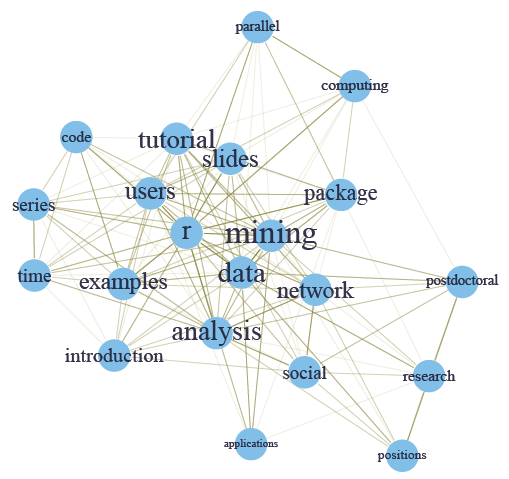 parallel
computing
code
tutorial
slides
users
package
series
r
mining
time
examples
data
network
postdoctoral
analysis
introduction
social
research
applications
positions